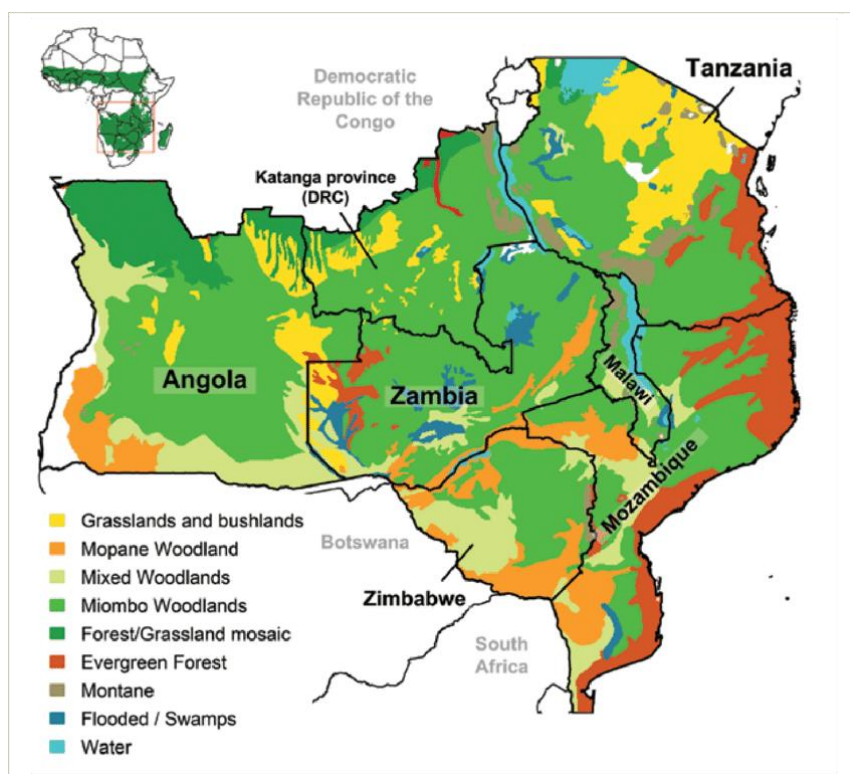 Democratic
Republic of the
Congo
Tanzania
Katanga province
(DRC)
Angola
Zambia
Malawi
Mozambique
Botswana
Zimbabwe
South
Africa
Grasslands and bushlands
Mopane Woodland
Mixed Woodlands
Miombo Woodlands
Forest/Grassland mosaic
Evergreen Forest
Montane
Flooded / Swamps
Water